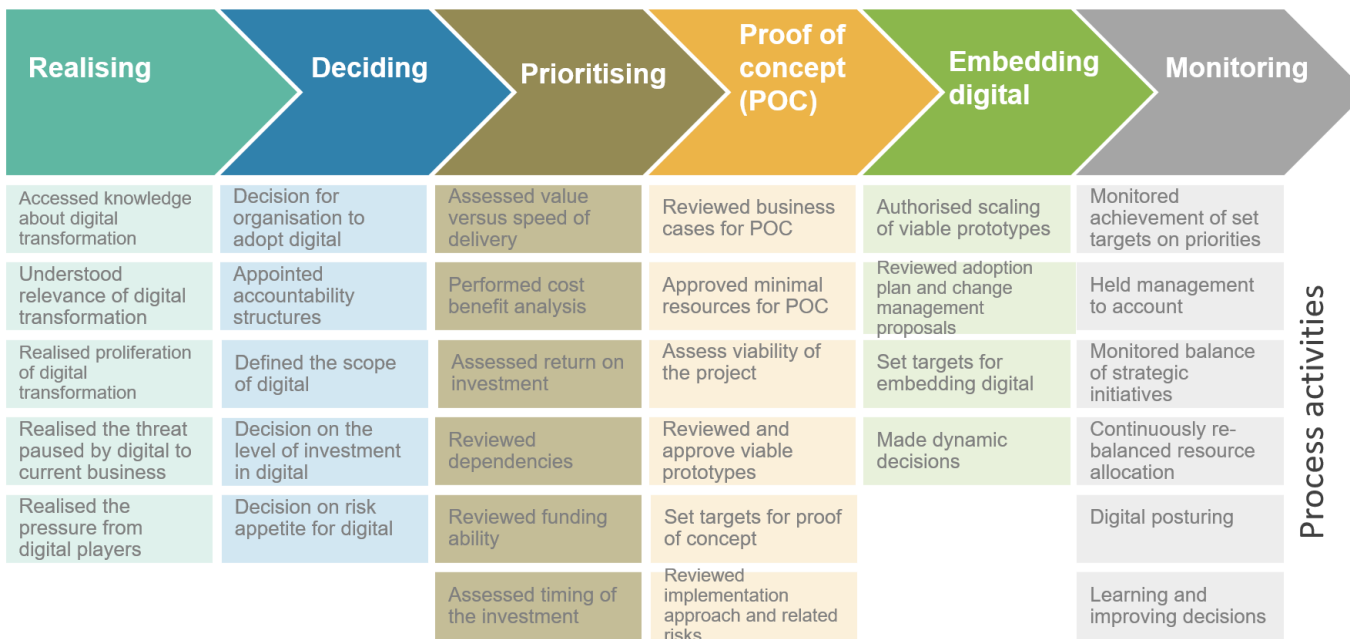 Realising
Deciding
Prioritising
Proof of
concept
(POC)
Embedding
digital
Monitoring
Accessed knowledge
about digital
transformation
Understood
relevance of digital
transformation
Realised proliferation
of digital
transformation
Realised the threat
paused by digital to
current business
Realised the
pressure from
digital players
Decision for
organisation to
adopt digital
Appointed
accountability
structures
Defined the scope
of digital
Decision on the
level of investment
in digital
Decision on risk
appetite for digital
Assessed value
versus speed of
delivery
Performed cost
benefit analysis
Assessed return on
investment
Reviewed
dependencies
Reviewed funding
ability
Assessed timing of
the investment
Reviewed business
cases for POC
Approved minimal
resources for POC
Assess viability of
the project
Reviewed and
approve viable
prototypes
Set targets for proof
of concept
Reviewed
implementation
approach and related
risks
Authorised scaling
of viable prototypes
Reviewed adoption
plan and change
management
proposals
Set targets for
embedding digital
Made dynamic
decisions
Monitored
achievement of set
targets on priorities
Held management
to account
Monitored balance
of strategic
initiatives
Continuously re-
balanced resource
allocation
Digital posturing
Learning and
improving decisions
Process activities